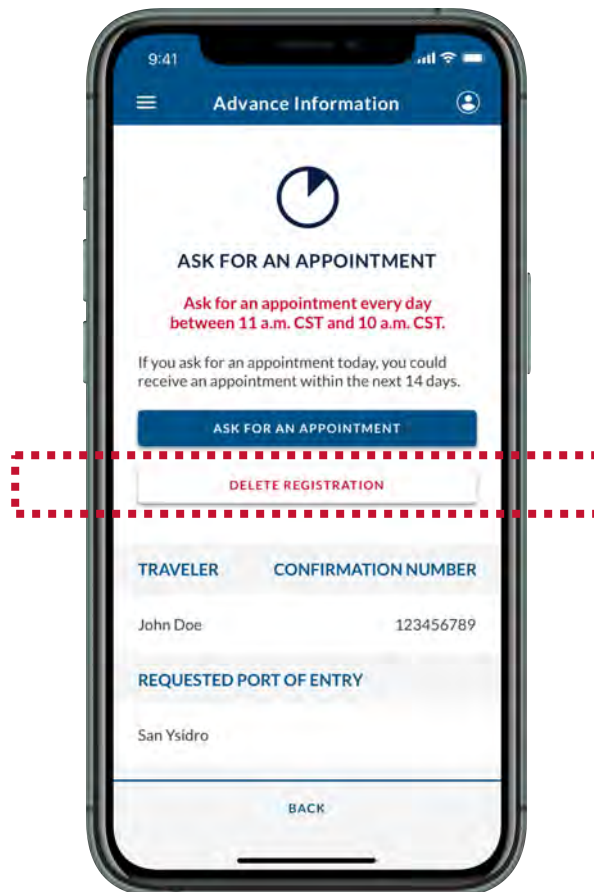 9:41
Advance Information
ASK FOR AN APPOINTMENT
Ask for an appointment every day
between 11 a.m. CST and 10 a.m. CST.
If you ask for an appointment today, you could
receive an appointment within the next 14 days.
ASK FOR AN APPOINTMENT
DELETE REGISTRATION
TRAVELER CONFIRMATION NUMBER
John Doe 123456789
REQUESTED PORT OF ENTRY
San Ysidro
BACK